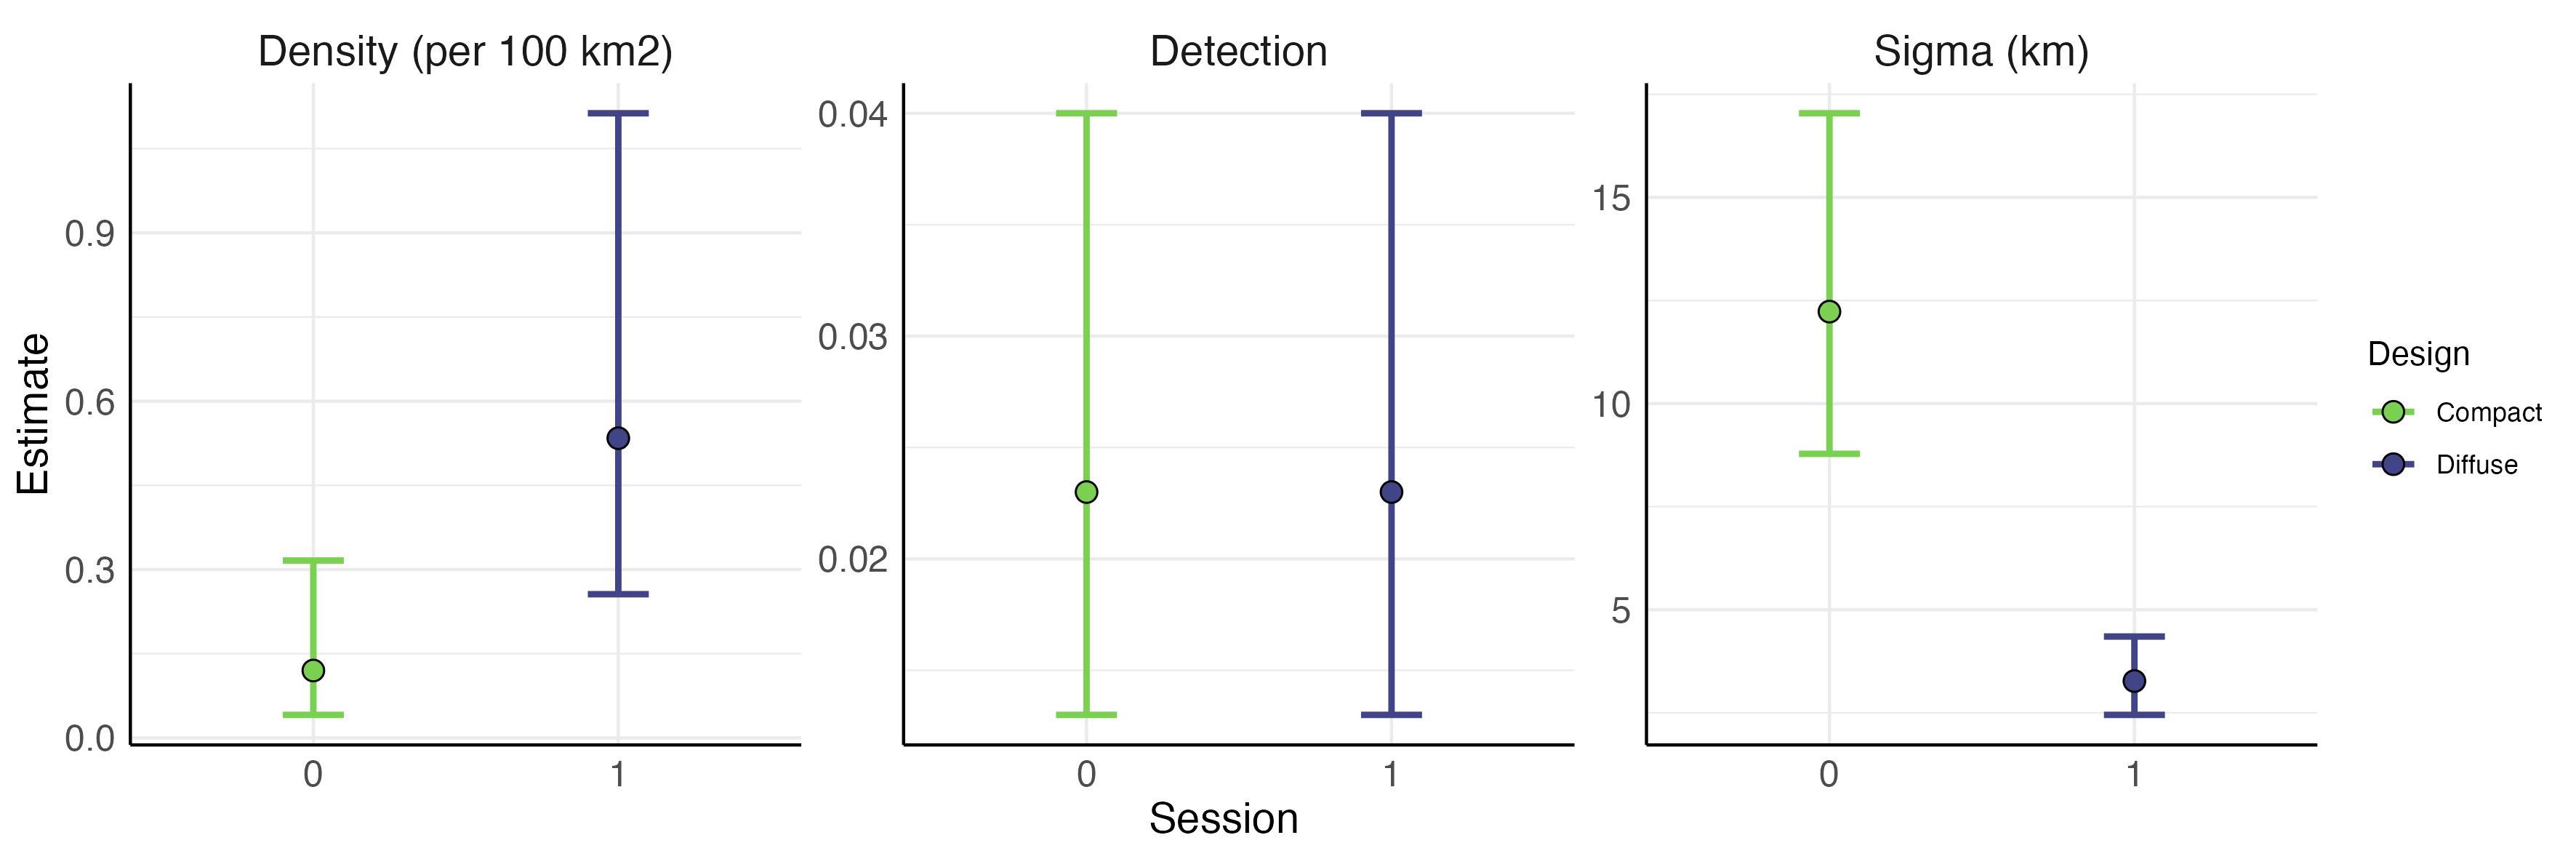 Density (per 100 km2)
Detection
Sigma (km)
Estimate
0.9
0.6
0.3
0.0
0.04
0.03
0.02
15
10
5
0
1
0
1
0
1
Session
Design
Compact
Diffuse